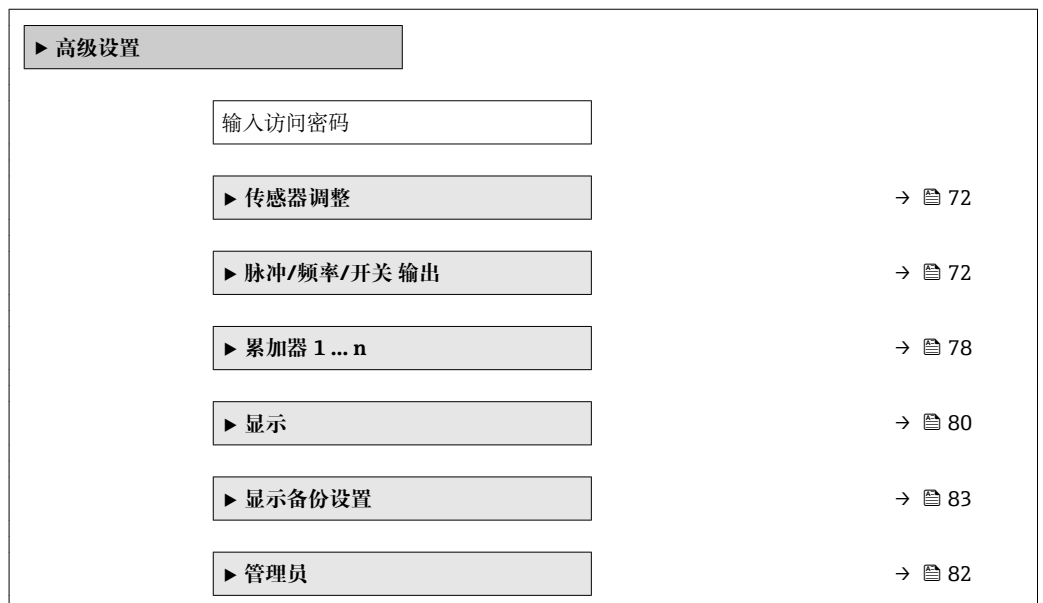 ▶ 高级设置
输入访问密码
▶ 传感器调整 → 72
▶ 脉冲/频率/开关 输出 → 72
▶ 累加器 1 ... n → 78
▶ 显示 → 80
▶ 显示备份设置 → 83
▶ 管理员 → 82